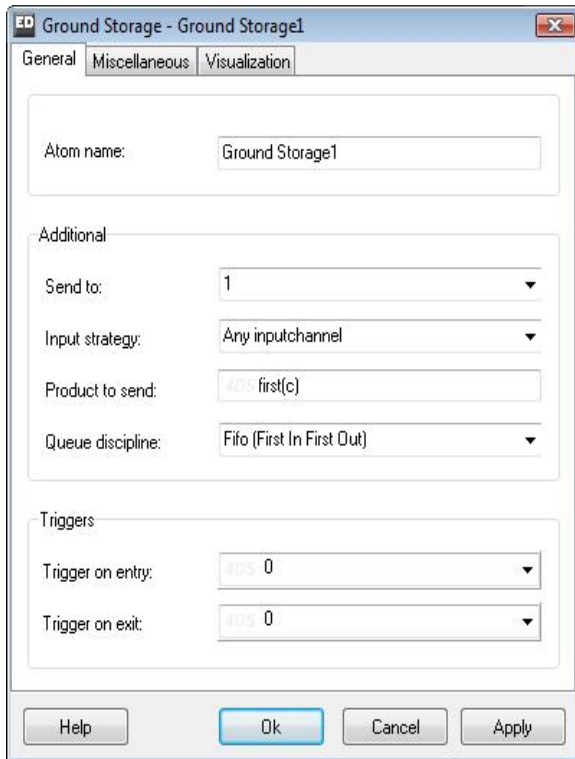 ED Ground Storage - Ground Storage1
General Miscellaneous Visualization
Atom name: Ground Storage1
Additional
Send to: 1
Input strategy: Any inputchannel
Product to send: 4DS first(c)
Queue discipline: Fifo (First In First Out)
Triggers
Trigger on entry: 4DS 0
Trigger on exit: 4DS 0
Help Ok Cancel Apply